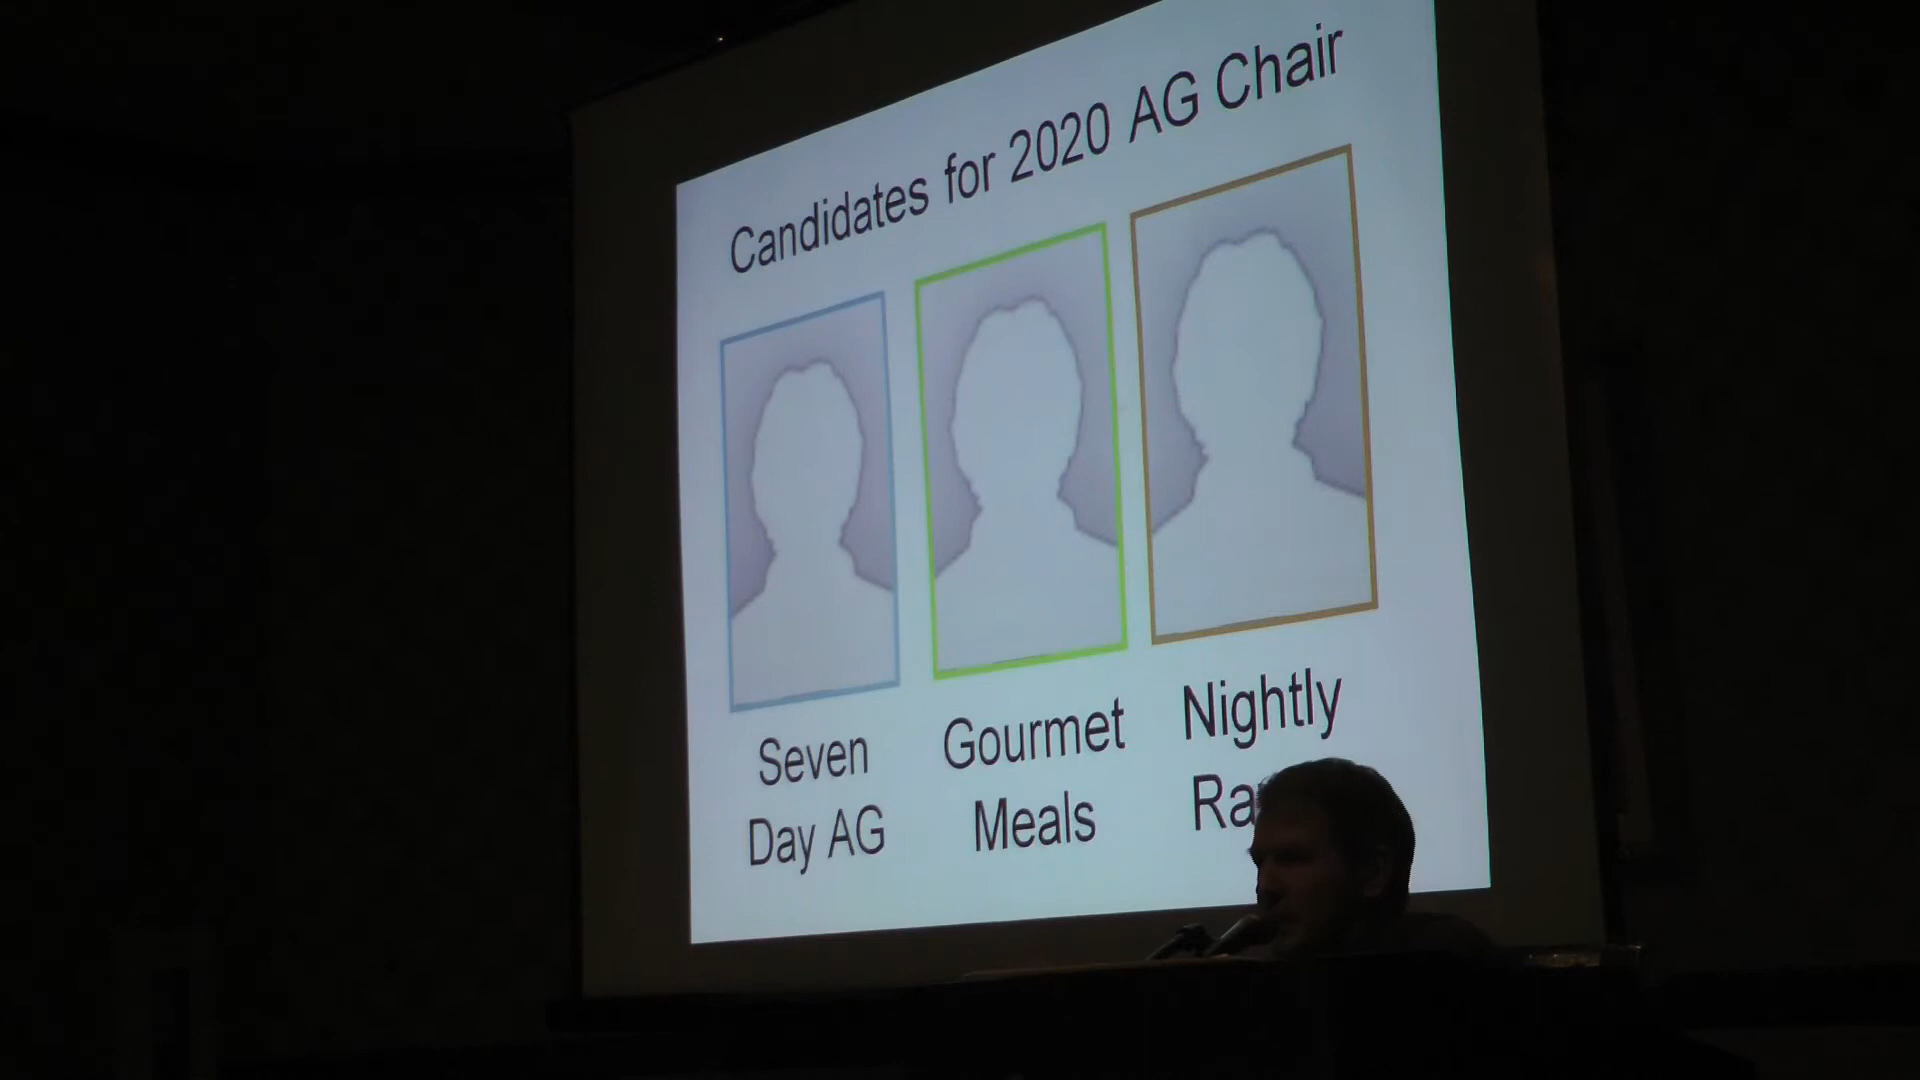 Candidates for 2020 AG Chair
Seven
Day AG
Gourmet
Meals
Nightly